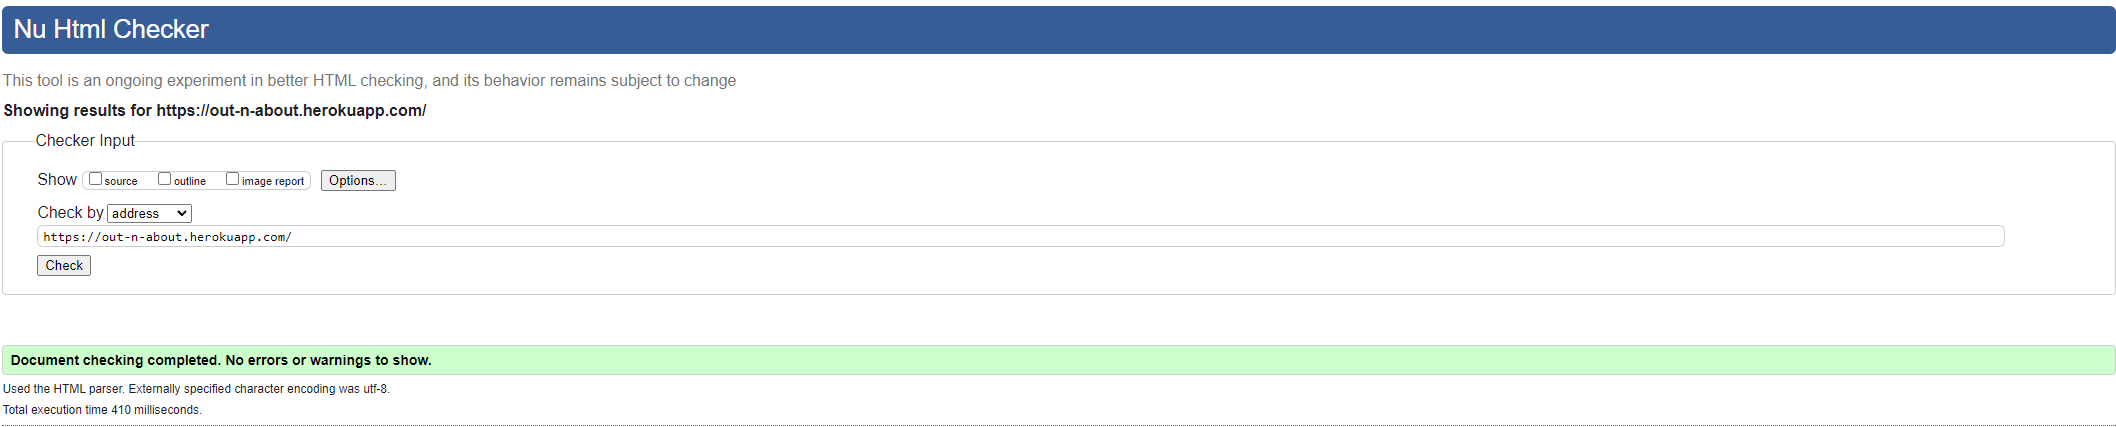 Nu Html Checker
This tool is an ongoing experiment in better HTML checking, and its behavior remains subject to change
Showing results for https://out-n-about.herokuapp.com/
Checker Input
Show source outline image report Options...
Check by address
https://out-n-about.herokuapp.com/
Check
Document checking completed. No errors or warnings to show.
Used the HTML parser. Externally specified character encoding was utf-8.
Total execution time 410 milliseconds.